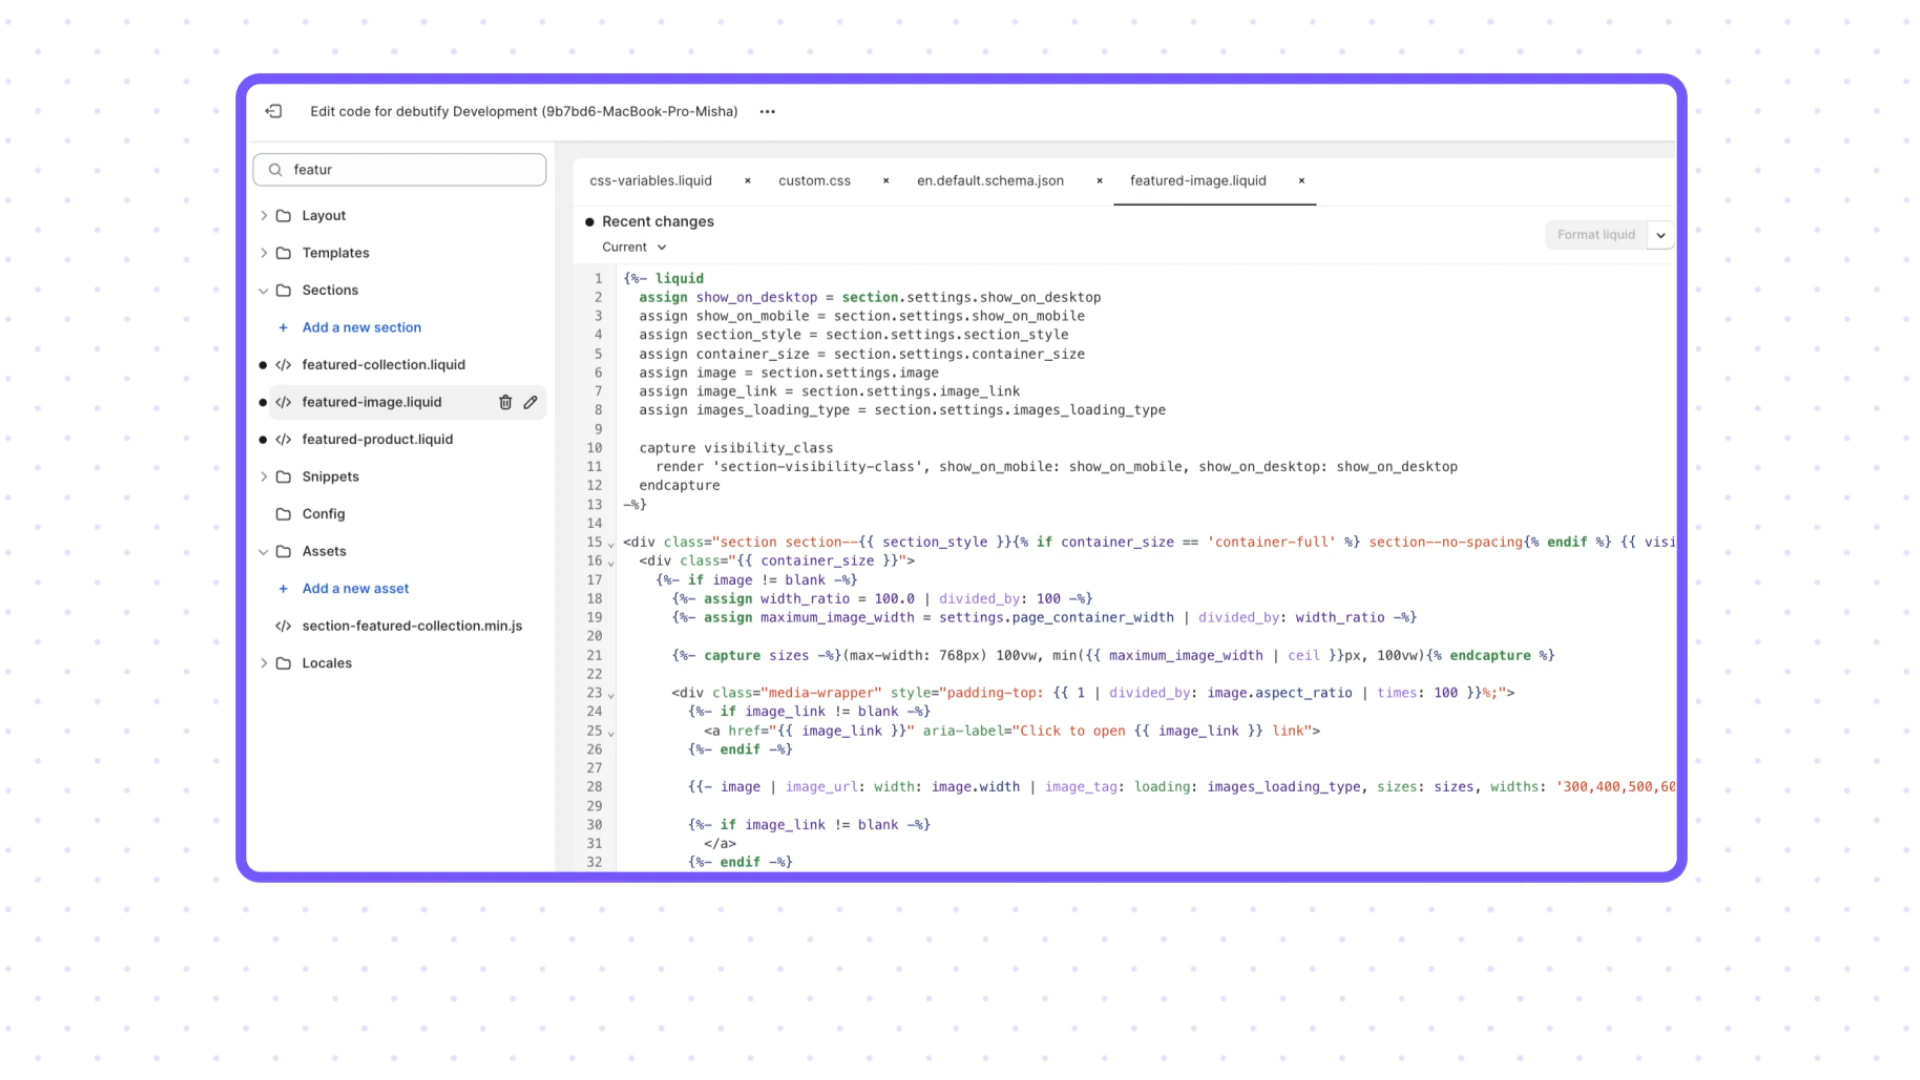 Edit code for debutify Development (9b7bd6-MacBook-Pro-Misha) ···
featur
Layout
Templates
Sections
+ Add a new section
</> featured-collection.liquid
</> featured-image.liquid
</> featured-product.liquid
Snippets
Config
Assets
+ Add a new asset
</> section-featured-collection.min.js
Locales
css-variables.liquid × custom.css × en.default.schema.json × featured-image.liquid ×
Recent changes
Current
Format liquid
1 {%- liquid
2 assign show_on_desktop = section.settings.show_on_desktop
3 assign show_on_mobile = section.settings.show_on_mobile
4 assign section_style = section.settings.section_style
5 assign container_size = section.settings.container_size
6 assign image = section.settings.image
7 assign image_link = section.settings.image_link
8 assign images_loading_type = section.settings.images_loading_type
9
10 capture visibility_class
11 render 'section-visibility-class', show_on_mobile: show_on_mobile, show_on_desktop: show_on_desktop
12 endcapture
13 -%}
14
15 <div class="section section--{{ section_style }}{% if container_size == 'container-full' %} section--no-spacing{% endif %} {{ visi
16 <div class="{{ container_size }}">
17 {%- if image != blank -%}
18 {%- assign width_ratio = 100.0 | divided_by: 100 -%}
19 {%- assign maximum_image_width = settings.page_container_width | divided_by: width_ratio -%}
20
21 {%- capture sizes -%}(max-width: 768px) 100vw, min({{ maximum_image_width | ceil }}px, 100vw){% endcapture %}
22
23 <div class="media-wrapper" style="padding-top: {{ 1 | divided_by: image.aspect_ratio | times: 100 }}%;">
24 {%- if image_link != blank -%}
25 <a href="{{ image_link }}" aria-label="Click to open {{ image_link }} link">
26 {%- endif -%}
27
28 {{- image | image_url: width: image.width | image_tag: loading: images_loading_type, sizes: sizes, widths: '300,400,500,60
29
30 {%- if image_link != blank -%}
31 </a>
32 {%- endif -%}